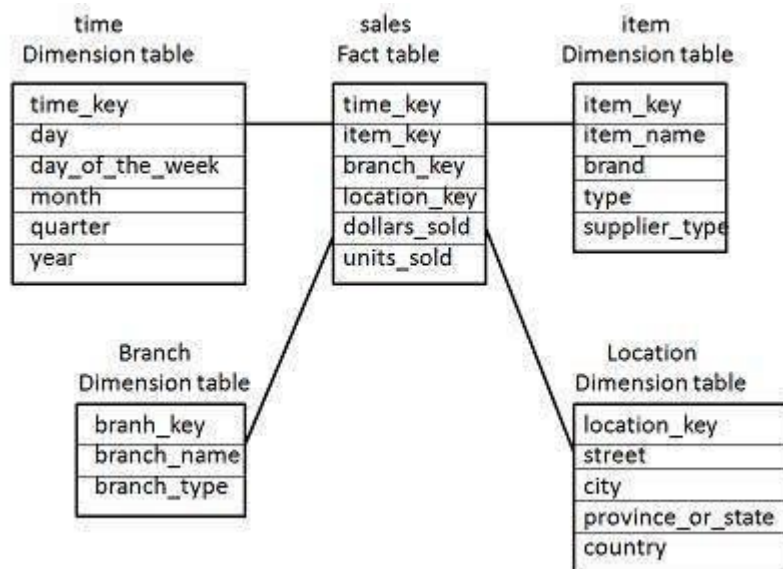 time
Dimension table
time_key
day
day_of_the_week
month
quarter
year
sales
Fact table
time_key
item_key
branch_key
location_key
dollars_sold
units_sold
item
Dimension table
item_key
item_name
brand
type
supplier_type
Branch
Dimension table
branh_key
branch_name
branch_type
Location
Dimension table
location_key
street
city
province_or_state
country